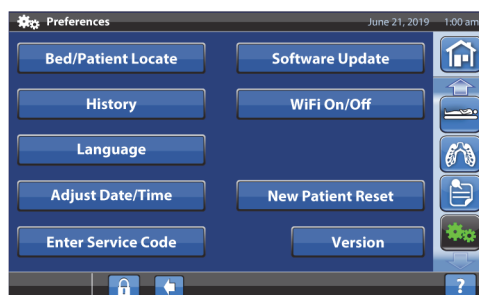 Preferences
June 21, 2019 1:00 am
Bed/Patient Locate
Software Update
History
WiFi On/Off
Language
Adjust Date/Time
New Patient Reset
Enter Service Code
Version
?